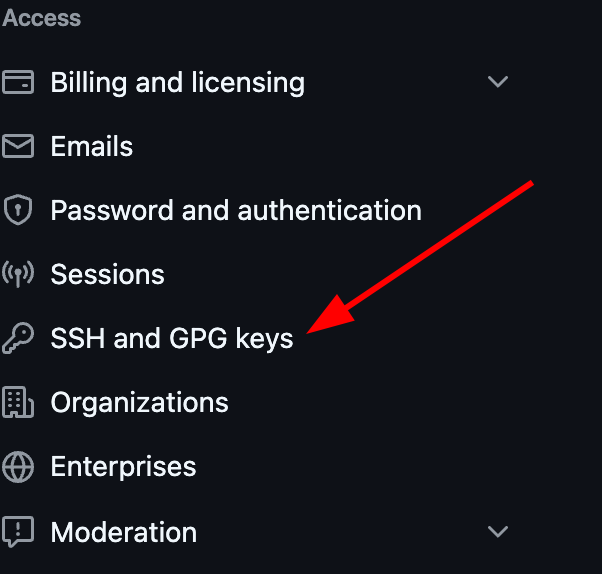 Access
Billing and licensing
Emails
Password and authentication
Sessions
SSH and GPG keys
Organizations
Enterprises
Moderation